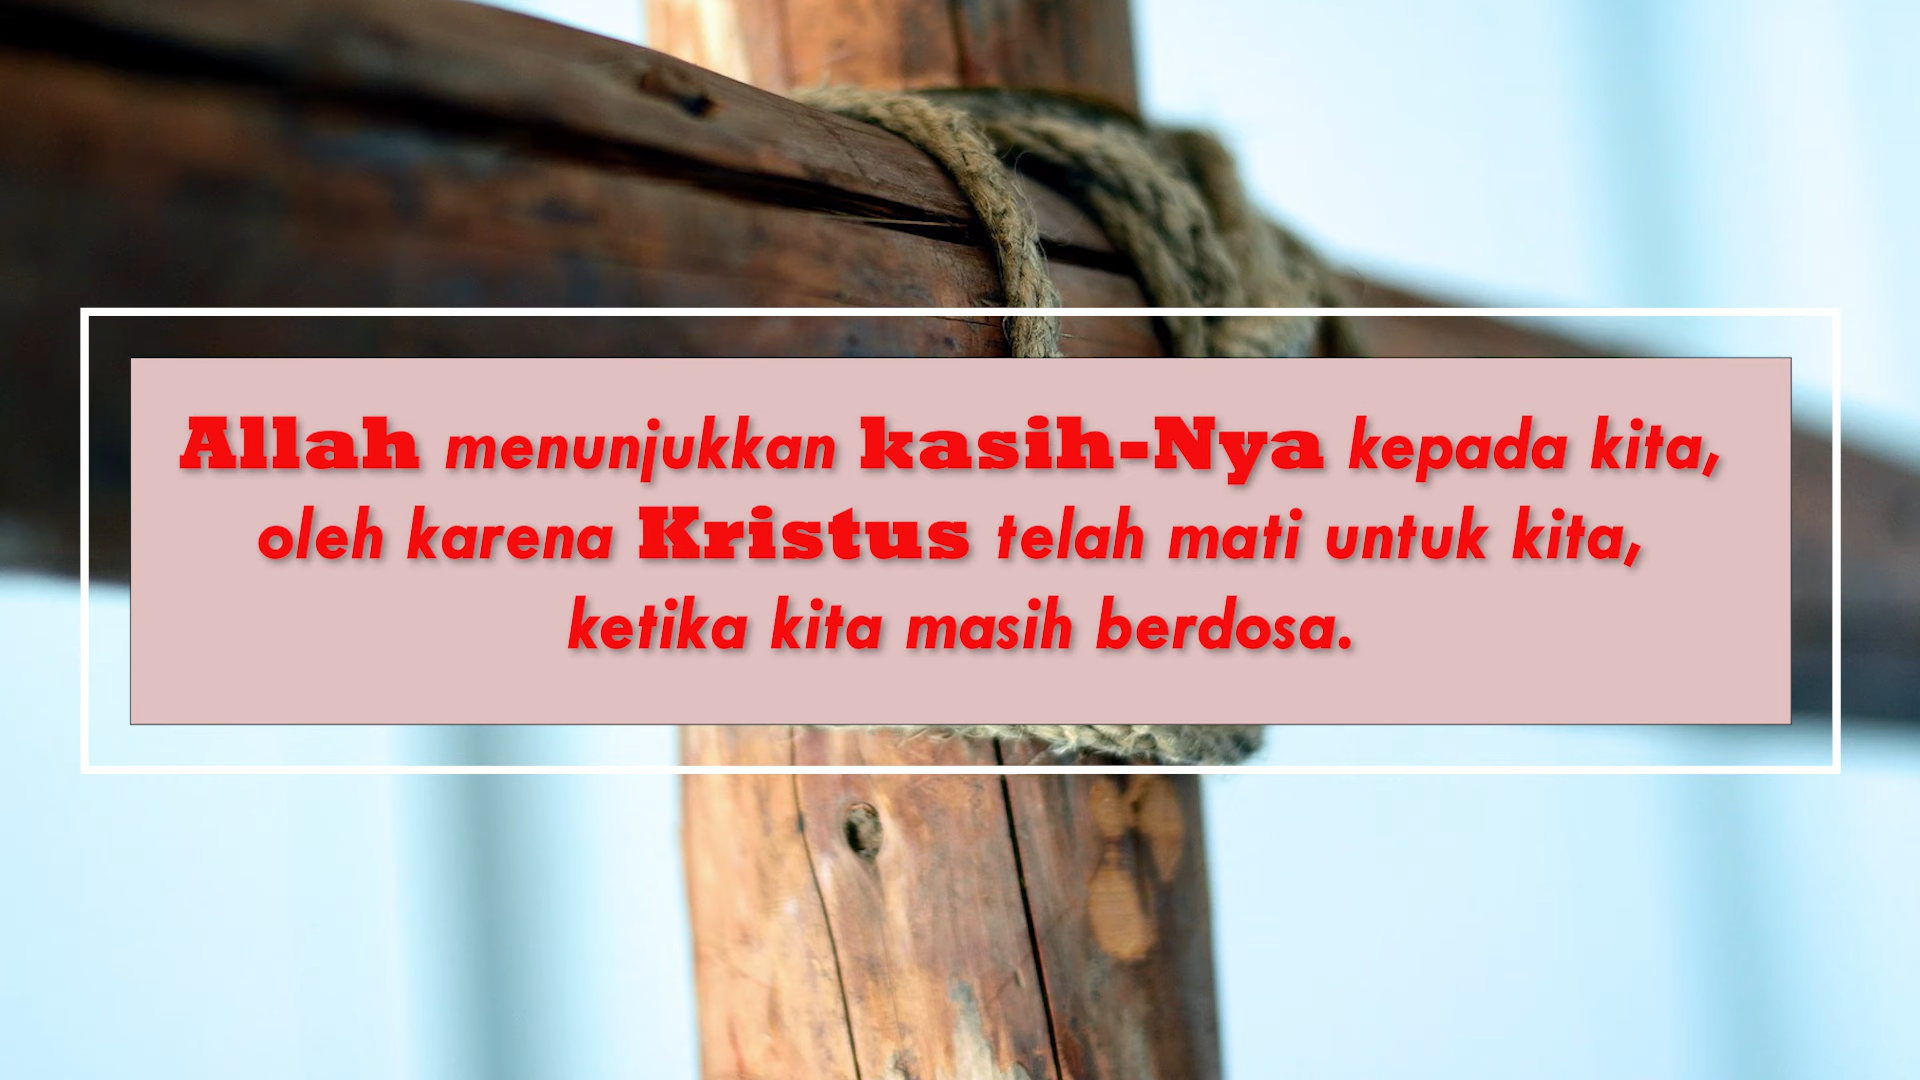 Allah menunjukkan kasih-Nya kepada kita,
oleh karena Kristus telah mati untuk kita,
ketika kita masih berdosa.